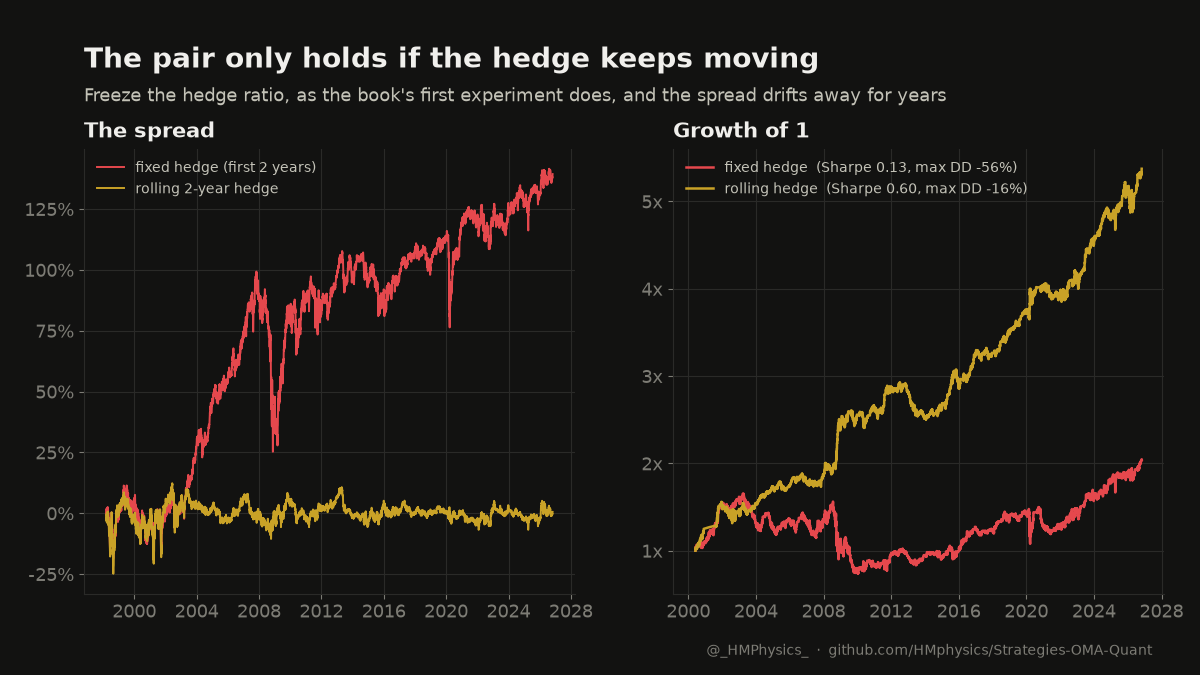 The pair only holds if the hedge keeps moving
Freeze the hedge ratio, as the book's first experiment does, and the spread drifts away for years
The spread
fixed hedge (first 2 years)
rolling 2-year hedge
125%
100%
75%
50%
25%
0%
-25%
2000 2004 2008 2012 2016 2020 2024 2028
Growth of 1
fixed hedge (Sharpe 0.13, max DD -56%)
rolling hedge (Sharpe 0.60, max DD -16%)
5x
4x
3x
2x
1x
2000 2004 2008 2012 2016 2020 2024 2028
@_HMPhysics_ · github.com/HMphysics/Strategies-OMA-Quant